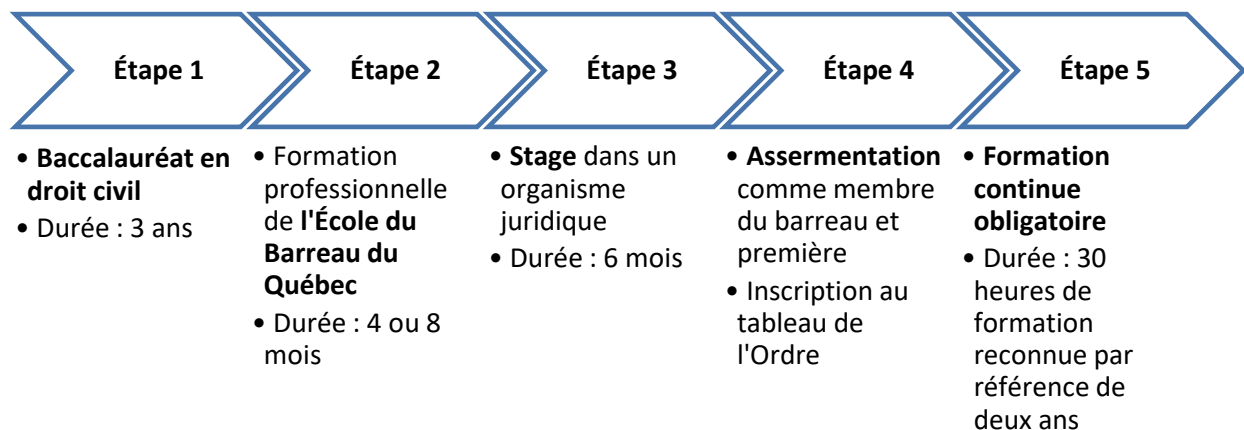 Étape 1
Étape 2
Étape 3
Étape 4
Étape 5
• Baccalauréat en
droit civil
• Durée : 3 ans
• Formation
professionnelle
de l'École du
Barreau du
Québec
• Durée : 4 ou 8
mois
• Stage dans un
organisme
juridique
• Durée : 6 mois
• Assermentation
comme membre
du barreau et
première
• Inscription au
tableau de
l'Ordre
• Formation
continue
obligatoire
• Durée : 30
heures de
formation
reconnue par
référence de
deux ans